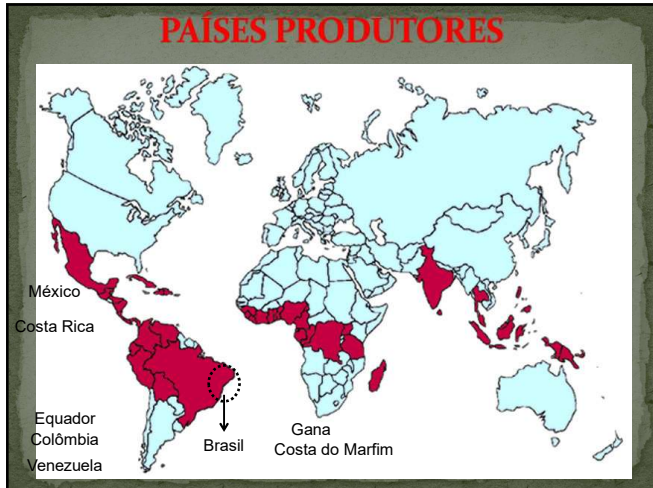 PAÍSES PRODUTORES
México
Costa Rica
Equador
Colômbia
Venezuela
Brasil
Gana
Costa do Marfim